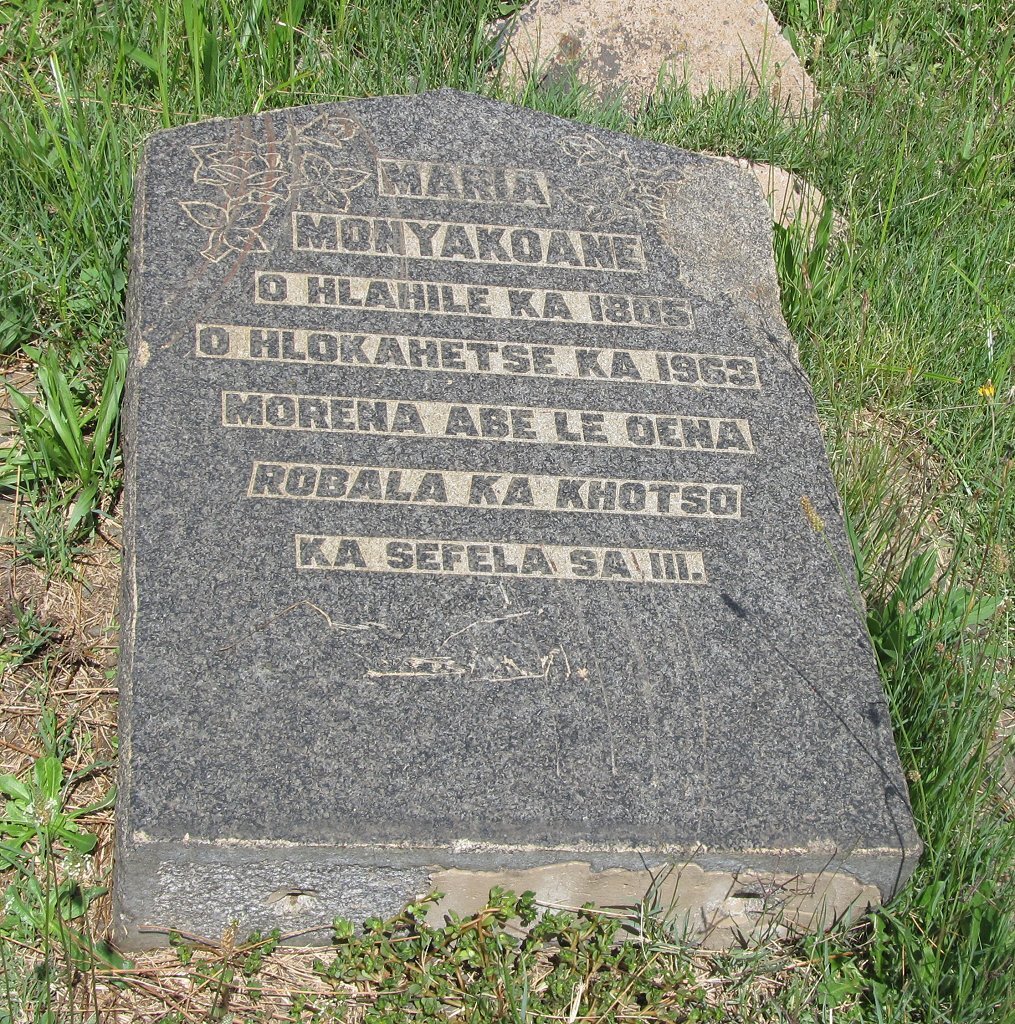 MARIA
MONYAKOANE
O HLAHILE KA 1805
O HLOKAHETSE KA 1963
MORENA ABE LE OENA
ROBALA KA KHOTSO
KA SEFELA SA III.